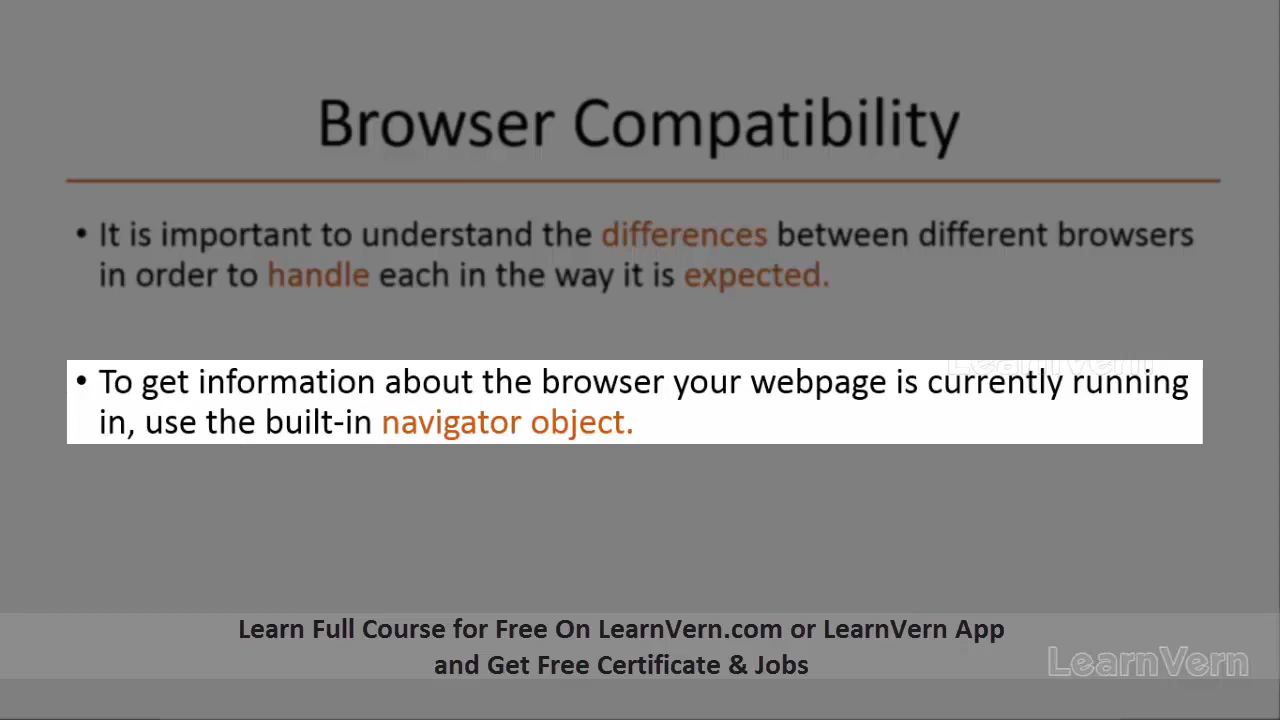 Browser Compatibility
• It is important to understand the differences between different browsers
in order to handle each in the way it is expected.
LearnVern
• To get information about the browser your webpage is currently running
in, use the built-in navigator object.
Learn Full Course for Free On LearnVern.com or LearnVern App
and Get Free Certificate & Jobs
LearnVern